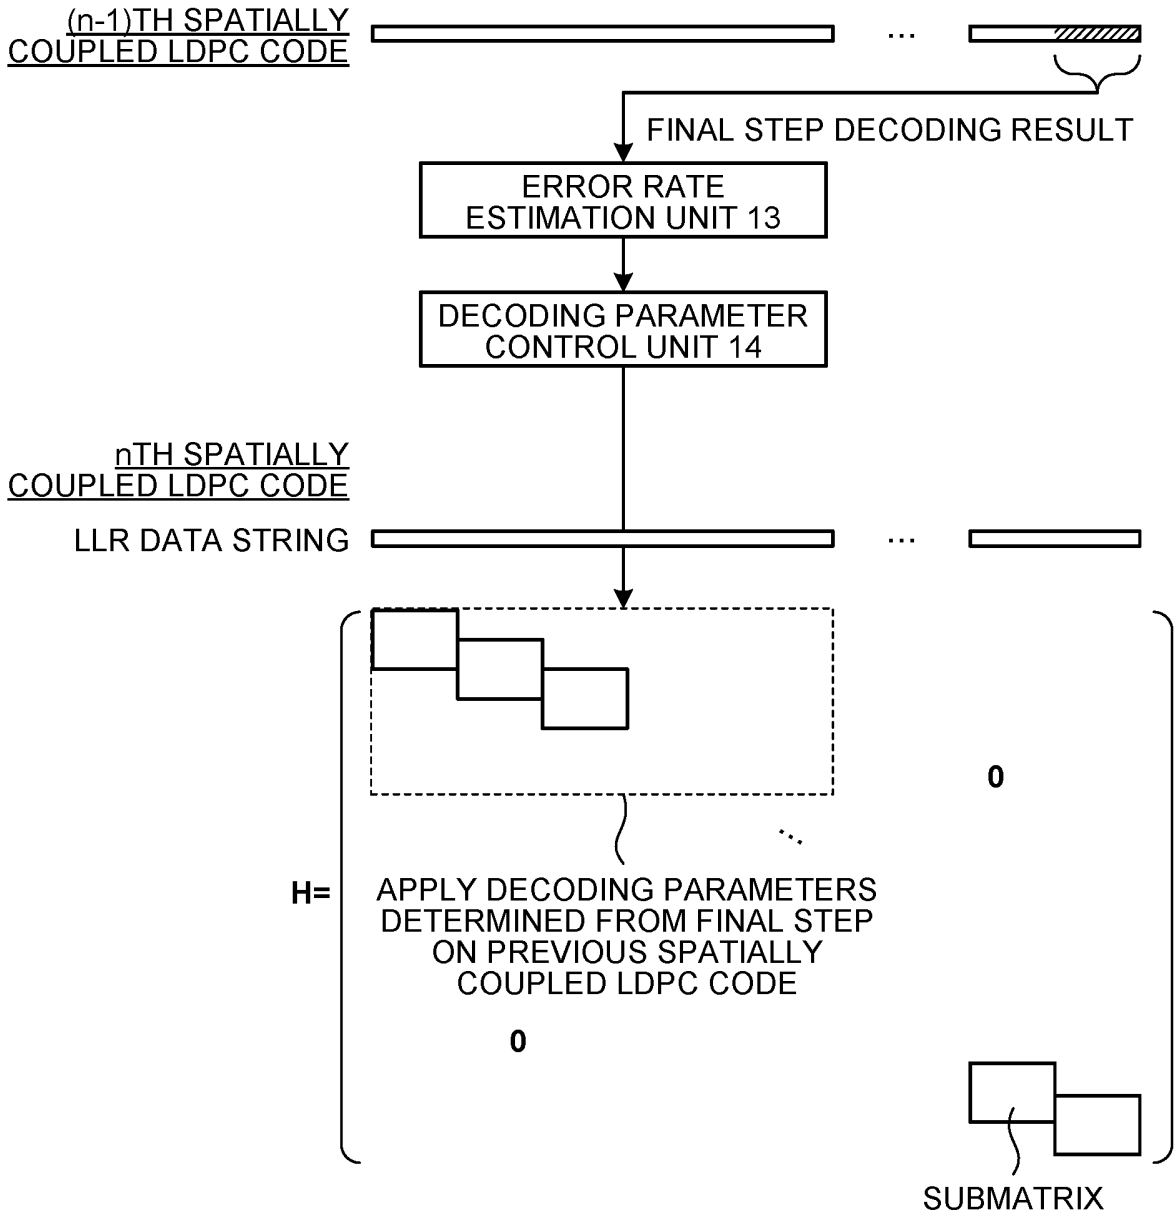 (n-1)TH SPATIALLY
COUPLED LDPC CODE
...
FINAL STEP DECODING RESULT
ERROR RATE
ESTIMATION UNIT 13
DECODING PARAMETER
CONTROL UNIT 14
nTH SPATIALLY
COUPLED LDPC CODE
LLR DATA STRING
...
0
...
H=
APPLY DECODING PARAMETERS
DETERMINED FROM FINAL STEP
ON PREVIOUS SPATIALLY
COUPLED LDPC CODE
0
SUBMATRIX